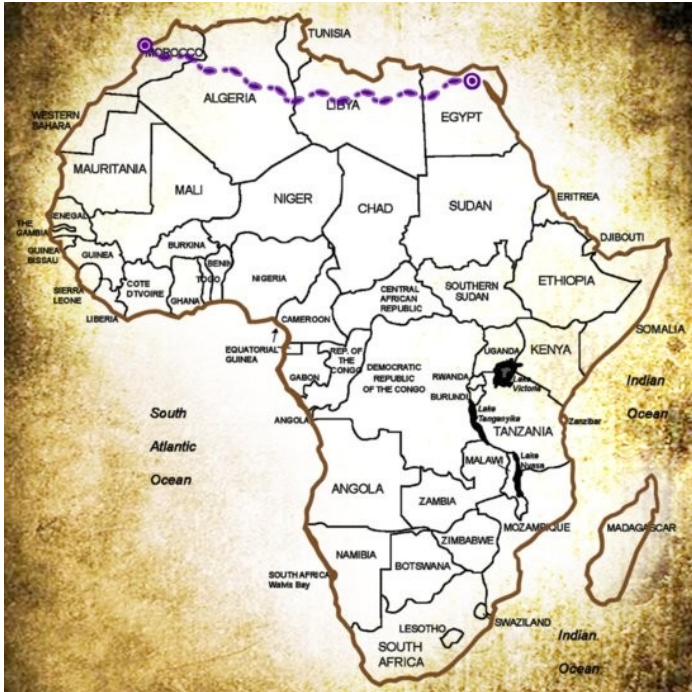 TUNISIA
MOROCCO
ALGERIA
LIBYA
EGYPT
WESTERN
SAHARA
MAURITANIA
MALI
NIGER
CHAD
SUDAN
ERITREA
DJIBOUTI
THE
GAMBIA
SENEGAL
GUINEA
BISSAU
GUINEA
BURKINA
BENIN
TOGO
NIGERIA
SIERRA
LEONE
COTE
D'TVOIRE
GHANA
LIBERIA
CENTRAL
AFRICAN
REPUBLIC
SOUTHERN
SUDAN
ETHIOPIA
SOMALIA
CAMEROON
EQUATORIAL
GUINEA
REP. OF
THE
CONGO
GABON
DEMOCRATIC
REPUBLIC
OF THE CONGO
UGANDA
KENYA
RWANDA
BURUNDI
Lake
Victoria
Lake
Tanganyika
Indian
Ocean
South
Atlantic
Ocean
ANGOLA
TANZANIA
Zanzibar
MALAWI
Lake
Nyasa
ANGOLA
ZAMBIA
MOZAMBIQUE
MADAGASCAR
ZIMBABWE
NAMIBIA
BOTSWANA
SOUTH AFRICA
Walvis Bay
SWAZILAND
LESOTHO
SOUTH
AFRICA
Indian
Ocean